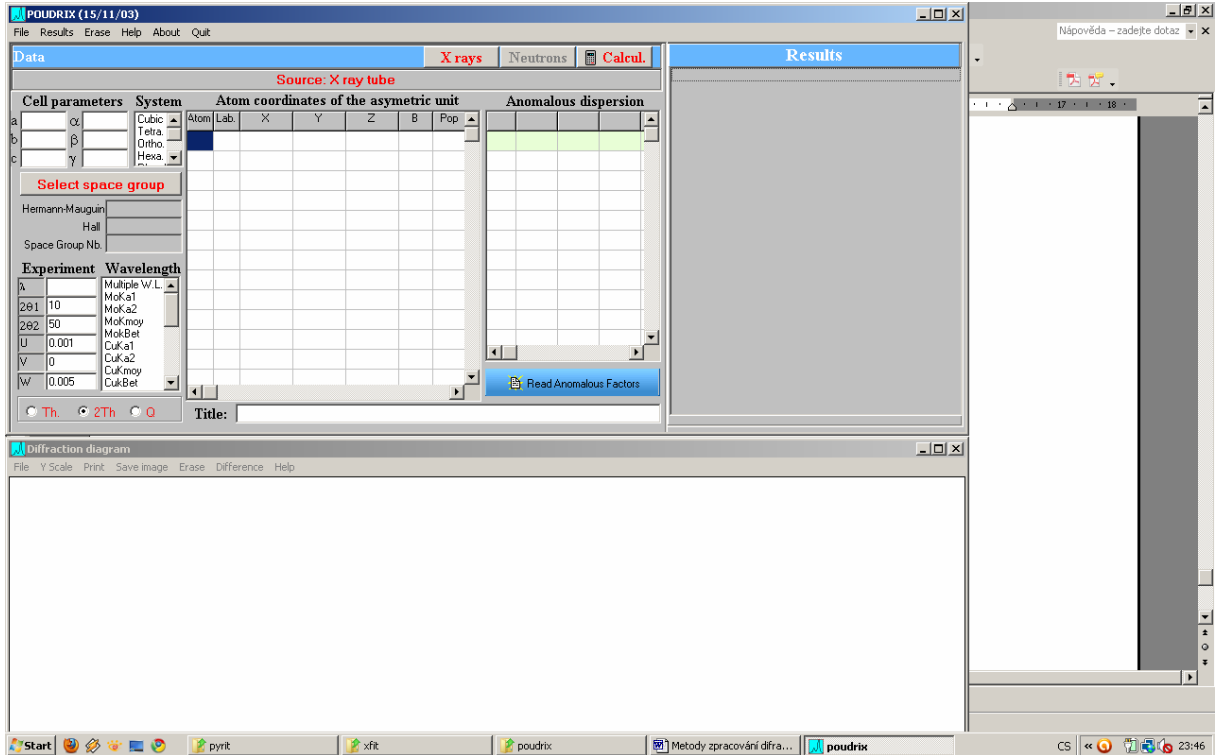 POUDRIX (15/11/03)
File Results Erase Help About Quit
Nápověda – zadejte dotaz
Data X rays Neutrons Calcul. Results
Source: X ray tube
Cell parameters System Atom coordinates of the asymetric unit Anomalous dispersion
17 18
a α Cubic Atom Lab. X Y Z B Pop
Tetra.
b β Ortho.
c γ Hexa.
Select space group
Hermann-Mauguin
Hall
Space Group Nb.
Experiment Wavelength
λ Multiple W.L.
MoKa1
2θ1 10 MoKa2
2θ2 50 MoKmoy
MokBet
U 0.001 CuKa1
V 0 CuKa2
CuKmoy
W 0.005 CukBet
Read Anomalous Factors
Th. 2Th Q Title:
Diffraction diagram
File Y Scale Print Save image Erase Difference Help
Start pyrit xfit poudrix Metody zpracování difra... poudrix CS 23:46